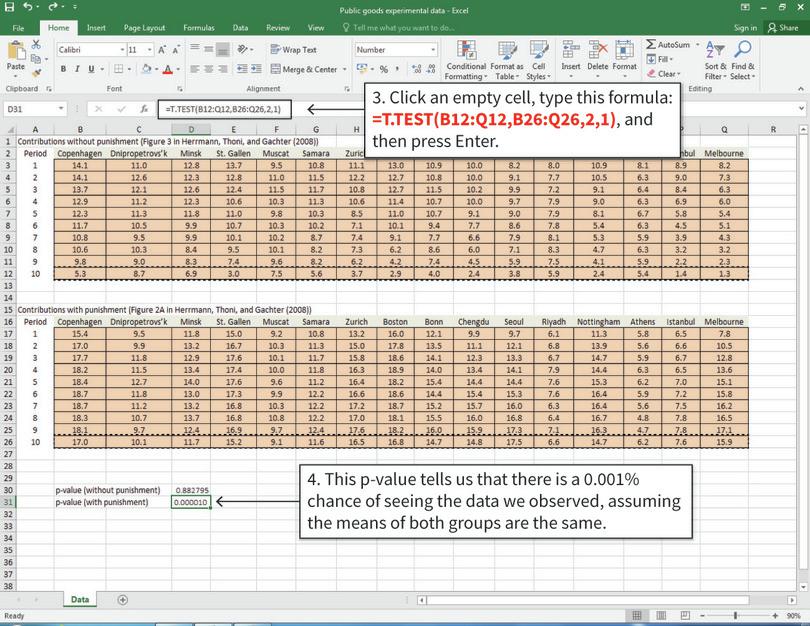 Public goods experimental data - Excel
File Home Insert Page Layout Formulas Data Review View Tell me what you want to do... Sign in Share
Paste Calibri 11 A A Wrap Text Number Conditional Formatting Format as Table Cell Styles Insert Delete Format AutoSum Fill Clear Sort & Filter Find & Select
B I U A Merge & Center % ,
Clipboard Font Alignment Editing
D31 fx =T.TEST(B12:Q12,B26:Q26,2,1)
3. Click an empty cell, type this formula:
=T.TEST(B12:Q12,B26:Q26,2,1), and
then press Enter.
A B C D E F G H Q R
1 Contributions without punishment (Figure 3 in Herrmann, Thoni, and Gachter (2008))
2 Period Copenhagen Dnipropetrovs'k Minsk St. Gallen Muscat Samara Zurich Melbourne
3 1 14.1 11.0 12.8 13.7 9.5 10.8 11.1 13.0 10.9 10.0 8.2 8.0 10.9 8.1 8.9 8.2
4 2 14.1 12.6 12.3 12.8 11.0 11.5 12.2 12.7 10.8 10.0 9.1 7.7 10.5 6.3 9.0 7.3
5 3 13.7 12.1 12.6 12.4 11.5 11.7 10.8 12.7 11.5 10.2 9.9 7.2 9.1 6.4 8.4 6.3
6 4 12.9 11.2 12.3 10.6 10.3 11.3 10.6 11.4 10.7 10.0 9.7 7.9 9.0 6.3 6.9 6.0
7 5 12.3 11.3 11.8 11.0 9.8 10.3 8.5 11.0 10.7 9.1 9.0 7.9 8.1 6.7 5.8 5.4
8 6 11.7 10.5 9.9 10.7 10.3 10.2 7.1 10.1 9.4 7.7 8.6 7.8 5.4 6.3 4.5 5.1
9 7 10.8 9.5 9.9 10.1 10.2 8.7 7.4 9.1 7.7 6.6 7.9 8.1 5.3 5.9 3.9 4.3
10 8 10.6 10.3 8.4 9.5 10.1 8.2 7.3 6.2 8.6 6.0 7.1 8.3 4.7 6.3 3.2 3.2
11 9 9.8 9.0 8.3 7.4 9.6 8.2 6.2 4.2 7.4 4.5 5.9 7.5 4.1 5.9 2.2 2.3
12 10 5.3 8.7 6.9 3.0 7.5 5.6 3.7 2.9 4.0 2.4 3.8 5.9 2.4 5.4 1.4 1.3
13
14
15 Contributions with punishment (Figure 2A in Herrmann, Thoni, and Gachter (2008))
16 Period Copenhagen Dnipropetrovs'k Minsk St. Gallen Muscat Samara Zurich Boston Bonn Chengdu Seoul Riyadh Nottingham Athens Istanbul Melbourne
17 1 15.4 9.5 11.8 15.0 9.2 10.8 13.2 16.0 12.1 9.9 9.7 6.1 11.3 5.8 6.5 7.8
18 2 17.0 9.9 13.2 16.7 10.3 11.3 15.0 17.8 13.5 11.1 12.1 6.8 13.9 5.6 6.6 10.5
19 3 17.7 11.8 12.9 17.6 10.1 11.7 15.8 18.6 14.1 12.3 13.3 6.7 14.7 5.9 6.7 12.8
20 4 18.2 11.5 13.4 17.4 10.0 11.8 16.3 18.9 14.0 13.4 14.1 7.9 14.4 6.3 6.5 13.6
21 5 18.4 12.7 14.0 17.6 9.6 11.2 16.4 18.2 15.4 14.4 14.4 7.6 15.3 6.2 7.0 15.1
22 6 18.7 11.8 13.0 17.3 9.9 12.2 16.6 18.6 14.4 15.4 15.3 7.6 16.4 5.9 7.2 15.8
23 7 18.7 11.2 13.2 16.8 10.3 12.2 17.2 18.7 15.2 15.7 16.0 6.3 16.4 5.6 7.5 16.2
24 8 18.3 10.7 13.7 16.8 10.8 12.2 17.0 18.1 15.5 16.0 16.8 6.4 16.7 4.8 7.8 16.5
25 9 18.1 9.7 12.4 16.9 9.7 12.4 17.6 18.2 16.0 15.9 17.3 7.1 16.3 4.7 7.8 17.1
26 10 17.0 10.1 11.7 15.2 9.1 11.6 16.5 16.8 14.7 14.8 17.5 6.6 14.7 6.2 7.6 15.9
27
28
29
30 p-value (without punishment) 0.882795
31 p-value (with punishment) 0.000010
4. This p-value tells us that there is a 0.001%
chance of seeing the data we observed, assuming
the means of both groups are the same.
32
33
34
35
36
37
38
Data
Ready 90%